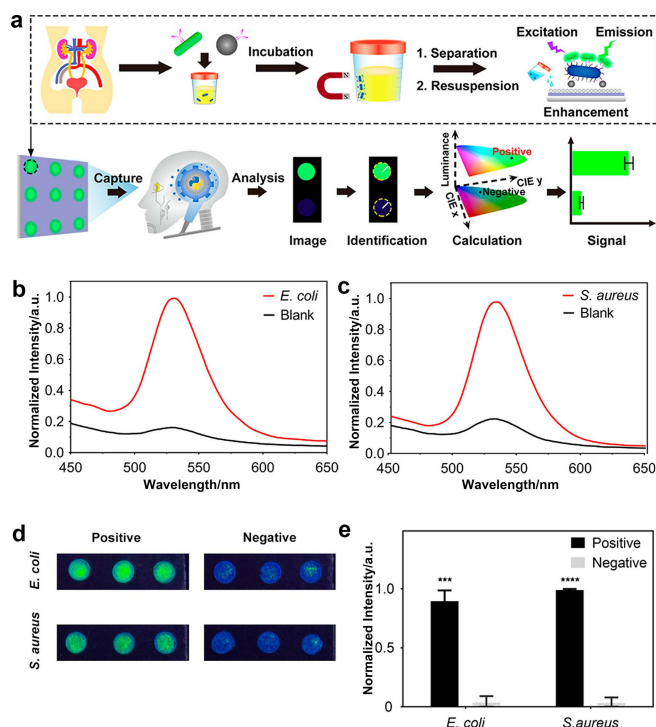 a
Incubation
1. Separation
2. Resuspension
Excitation
Emission
Enhancement
N
S
Capture
Analysis
Image
Identification
Luminance
Positive
CIE y
Negative
CIE x
Calculation
Signal
b
Normalized Intensity/a.u.
1.0
0.8
0.6
0.4
0.2
0.0
E. coli
Blank
450
500
550
600
650
Wavelength/nm
c
Normalized Intensity/a.u.
1.0
0.8
0.6
0.4
0.2
0.0
S. aureus
Blank
450
500
550
600
650
Wavelength/nm
d
Positive
Negative
E. coli
S. aureus
e
Normalized Intensity/a.u.
1.0
0
Positive
Negative
***
****
E. coli
S.aureus